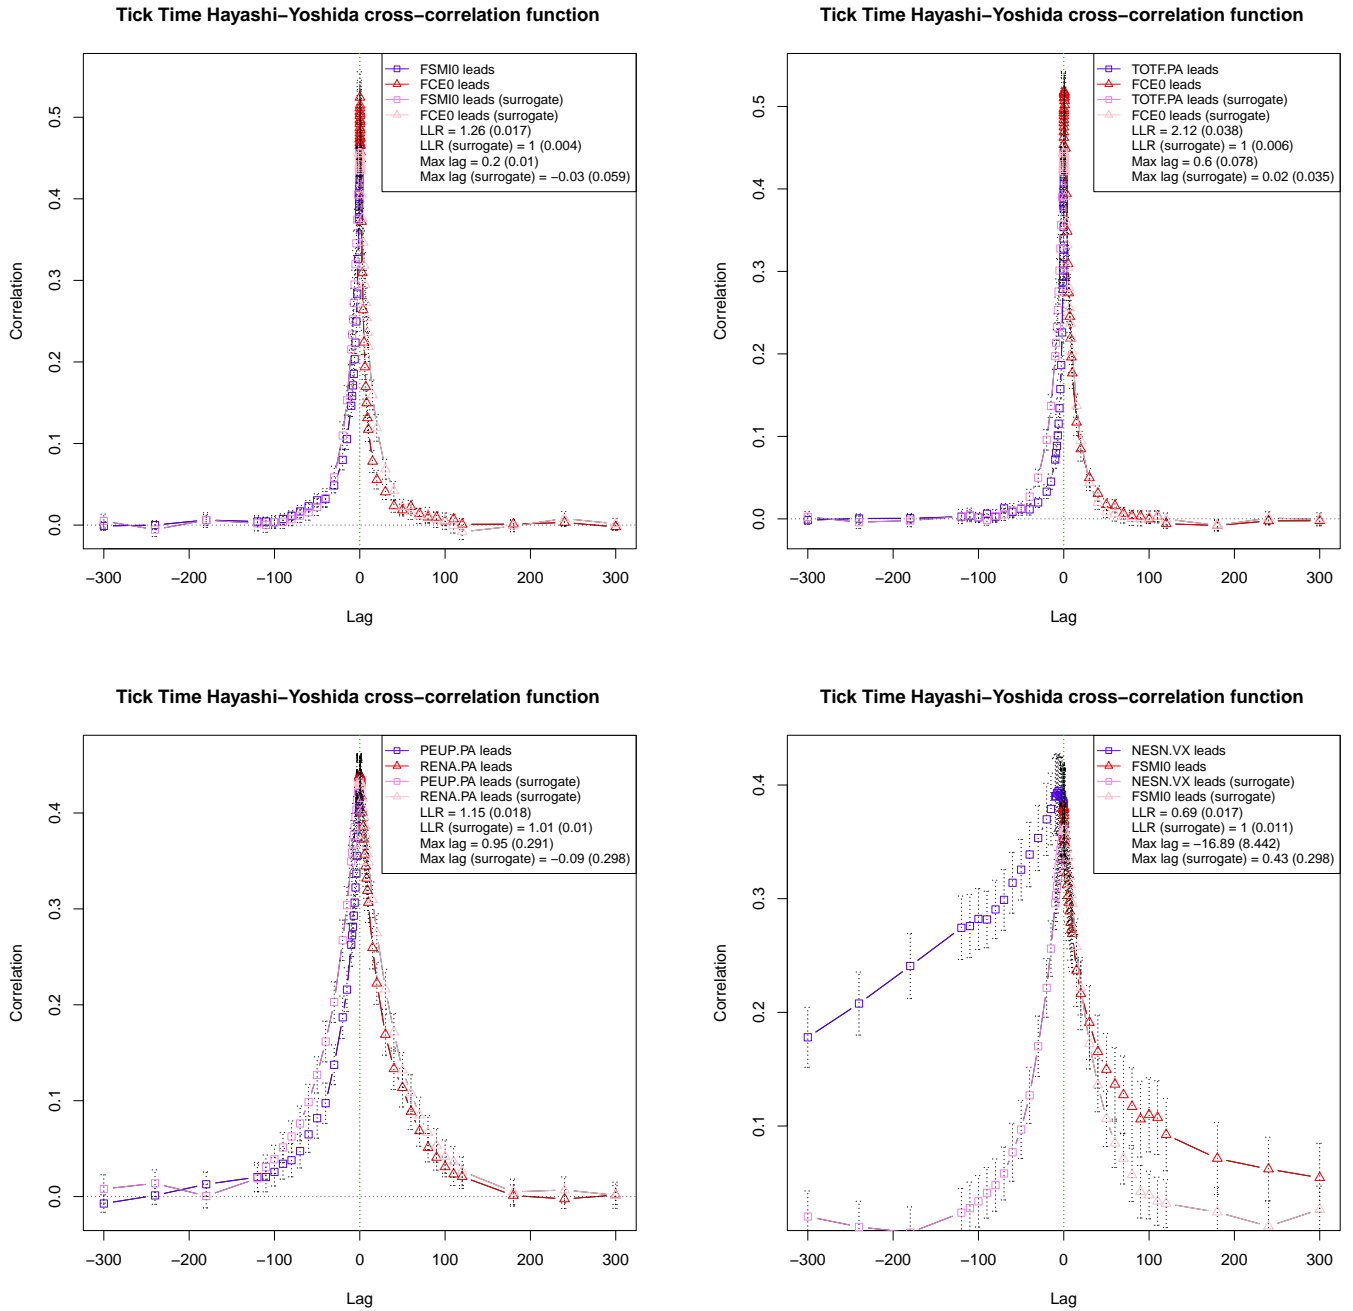 Tick Time Hayashi−Yoshida cross−correlation function
FSMI0 leads
FCE0 leads
FSMI0 leads (surrogate)
FCE0 leads (surrogate)
LLR = 1.26 (0.017)
LLR (surrogate) = 1 (0.004)
Max lag = 0.2 (0.01)
Max lag (surrogate) = −0.03 (0.059)
Correlation
0.5
0.4
0.3
0.2
0.1
0.0
−300 −200 −100 0 100 200 300
Lag
Tick Time Hayashi−Yoshida cross−correlation function
TOTF.PA leads
FCE0 leads
TOTF.PA leads (surrogate)
FCE0 leads (surrogate)
LLR = 2.12 (0.038)
LLR (surrogate) = 1 (0.006)
Max lag = 0.6 (0.078)
Max lag (surrogate) = 0.02 (0.035)
Correlation
0.5
0.4
0.3
0.2
0.1
0.0
−300 −200 −100 0 100 200 300
Lag
Tick Time Hayashi−Yoshida cross−correlation function
PEUP.PA leads
RENA.PA leads
PEUP.PA leads (surrogate)
RENA.PA leads (surrogate)
LLR = 1.15 (0.018)
LLR (surrogate) = 1.01 (0.01)
Max lag = 0.95 (0.291)
Max lag (surrogate) = −0.09 (0.298)
Correlation
0.4
0.3
0.2
0.1
0.0
−300 −200 −100 0 100 200 300
Lag
Tick Time Hayashi−Yoshida cross−correlation function
NESN.VX leads
FSMI0 leads
NESN.VX leads (surrogate)
FSMI0 leads (surrogate)
LLR = 0.69 (0.017)
LLR (surrogate) = 1 (0.011)
Max lag = −16.89 (8.442)
Max lag (surrogate) = 0.43 (0.298)
Correlation
0.4
0.3
0.2
0.1
−300 −200 −100 0 100 200 300
Lag